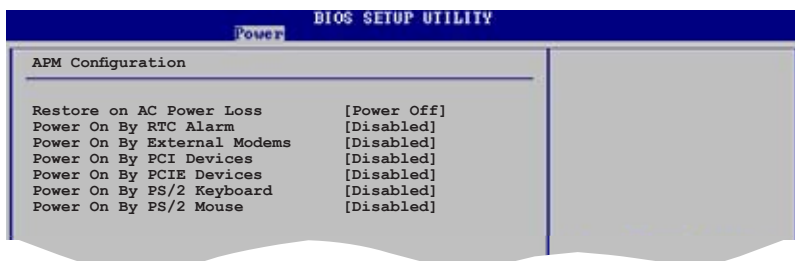 BIOS SETUP UTILITY
Power
APM Configuration
Restore on AC Power Loss [Power Off]
Power On By RTC Alarm [Disabled]
Power On By External Modems [Disabled]
Power On By PCI Devices [Disabled]
Power On By PCIE Devices [Disabled]
Power On By PS/2 Keyboard [Disabled]
Power On By PS/2 Mouse [Disabled]